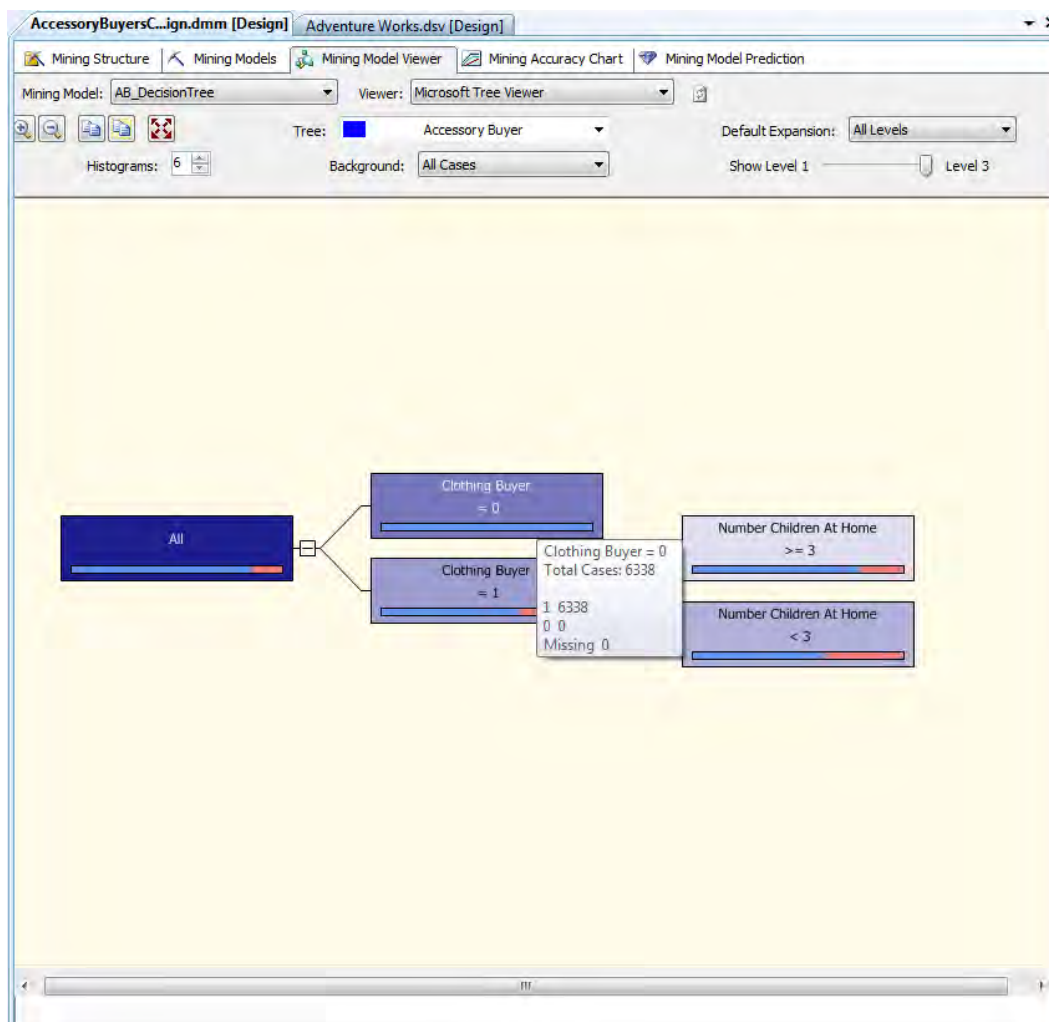 AccessoryBuyersC...ign.dmm [Design] Adventure Works.dsv [Design]
Mining Structure Mining Models Mining Model Viewer Mining Accuracy Chart Mining Model Prediction
Mining Model: AB_DecisionTree Viewer: Microsoft Tree Viewer
Tree: Accessory Buyer Default Expansion: All Levels
Histograms: 6 Background: All Cases Show Level 1 Level 3
Clothing Buyer
= 0
All
Clothing Buyer
= 1
Clothing Buyer = 0
Total Cases: 6338
1 6338
0 0
Missing 0
Number Children At Home
>= 3
Number Children At Home
< 3